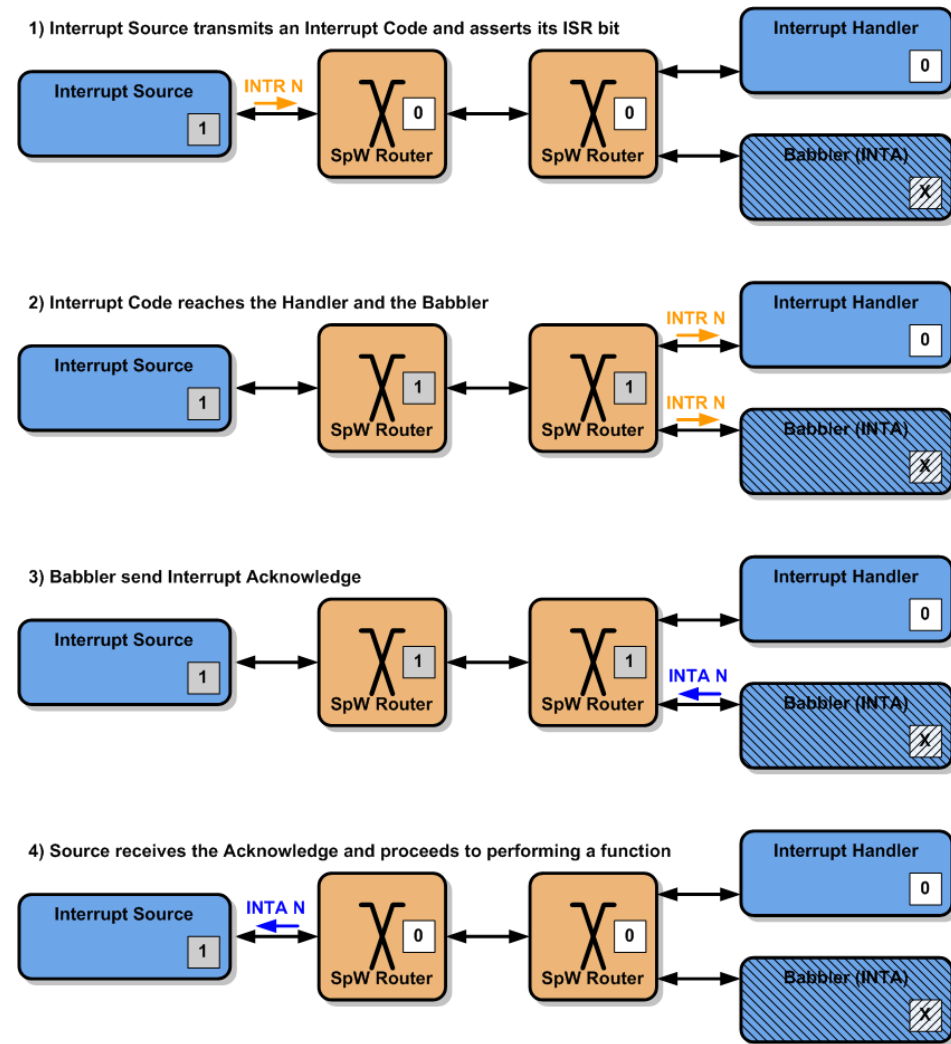 1) Interrupt Source transmits an Interrupt Code and asserts its ISR bit
Interrupt Source
1
INTR N
0
SpW Router
0
SpW Router
Interrupt Handler
0
Babbler (INTA)
X
2) Interrupt Code reaches the Handler and the Babbler
Interrupt Source
1
1
SpW Router
1
SpW Router
INTR N
Interrupt Handler
0
INTR N
Babbler (INTA)
X
3) Babbler send Interrupt Acknowledge
Interrupt Source
1
1
SpW Router
1
SpW Router
Interrupt Handler
0
INTA N
Babbler (INTA)
X
4) Source receives the Acknowledge and proceeds to performing a function
Interrupt Source
1
INTA N
0
SpW Router
0
SpW Router
Interrupt Handler
0
Babbler (INTA)
X